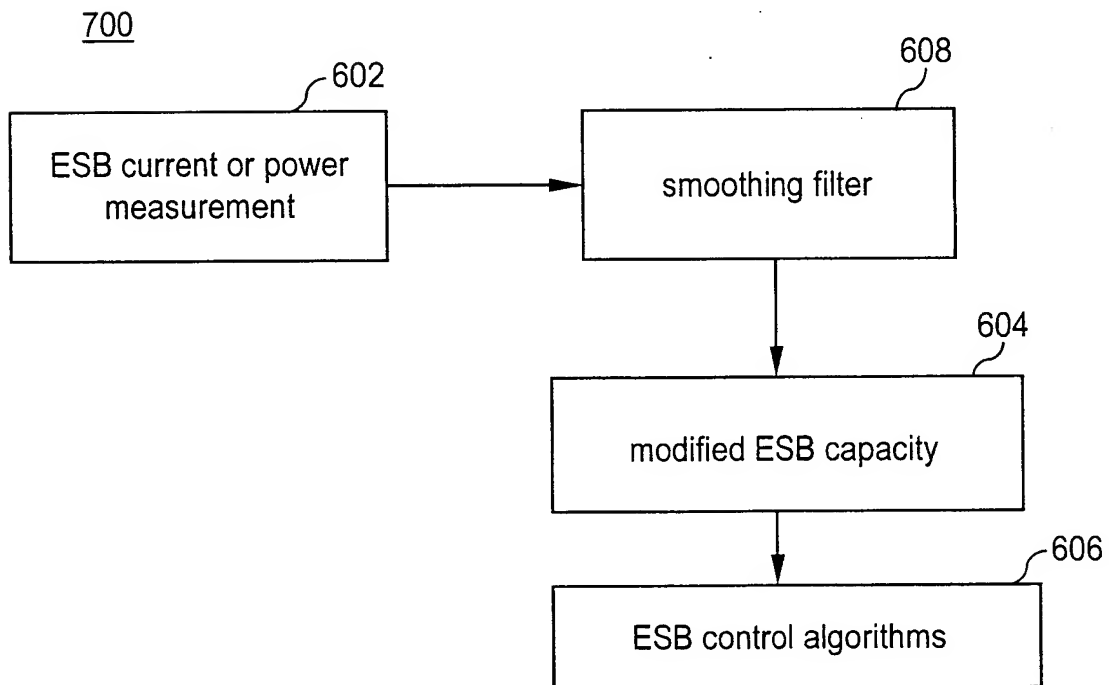 700
602
ESB current or power
measurement
608
smoothing filter
604
modified ESB capacity
606
ESB control algorithms